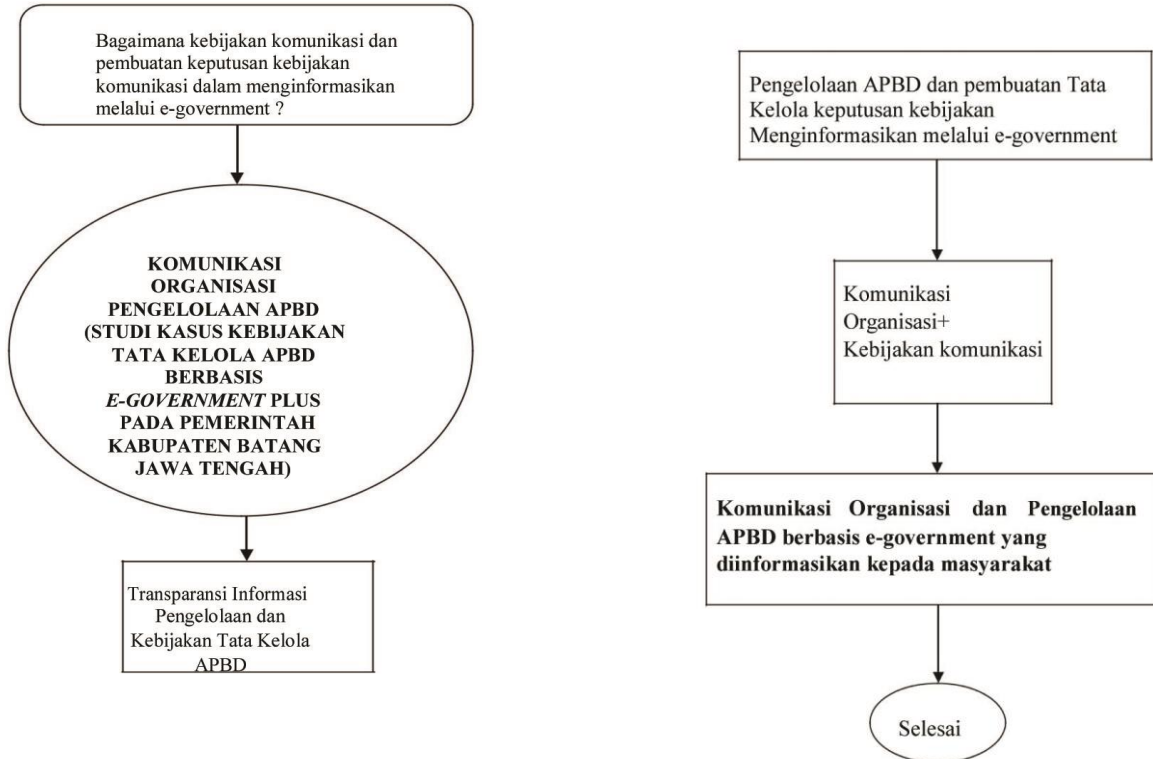 Bagaimana kebijakan komunikasi dan
pembuatan keputusan kebijakan
komunikasi dalam menginformasikan
melalui e-government ?
KOMUNIKASI
ORGANISASI
PENGELOLAAN APBD
(STUDI KASUS KEBIJAKAN
TATA KELOLA APBD
BERBASIS
E-GOVERNMENT PLUS
PADA PEMERINTAH
KABUPATEN BATANG
JAWA TENGAH)
Transparansi Informasi
Pengelolaan dan
Kebijakan Tata Kelola
APBD
Pengelolaan APBD dan pembuatan Tata
Kelola keputusan kebijakan
Menginformasikan melalui e-government
Komunikasi
Organisasi+
Kebijakan komunikasi
Komunikasi Organisasi dan Pengelolaan
APBD berbasis e-government yang
diinformasikan kepada masyarakat
Selesai